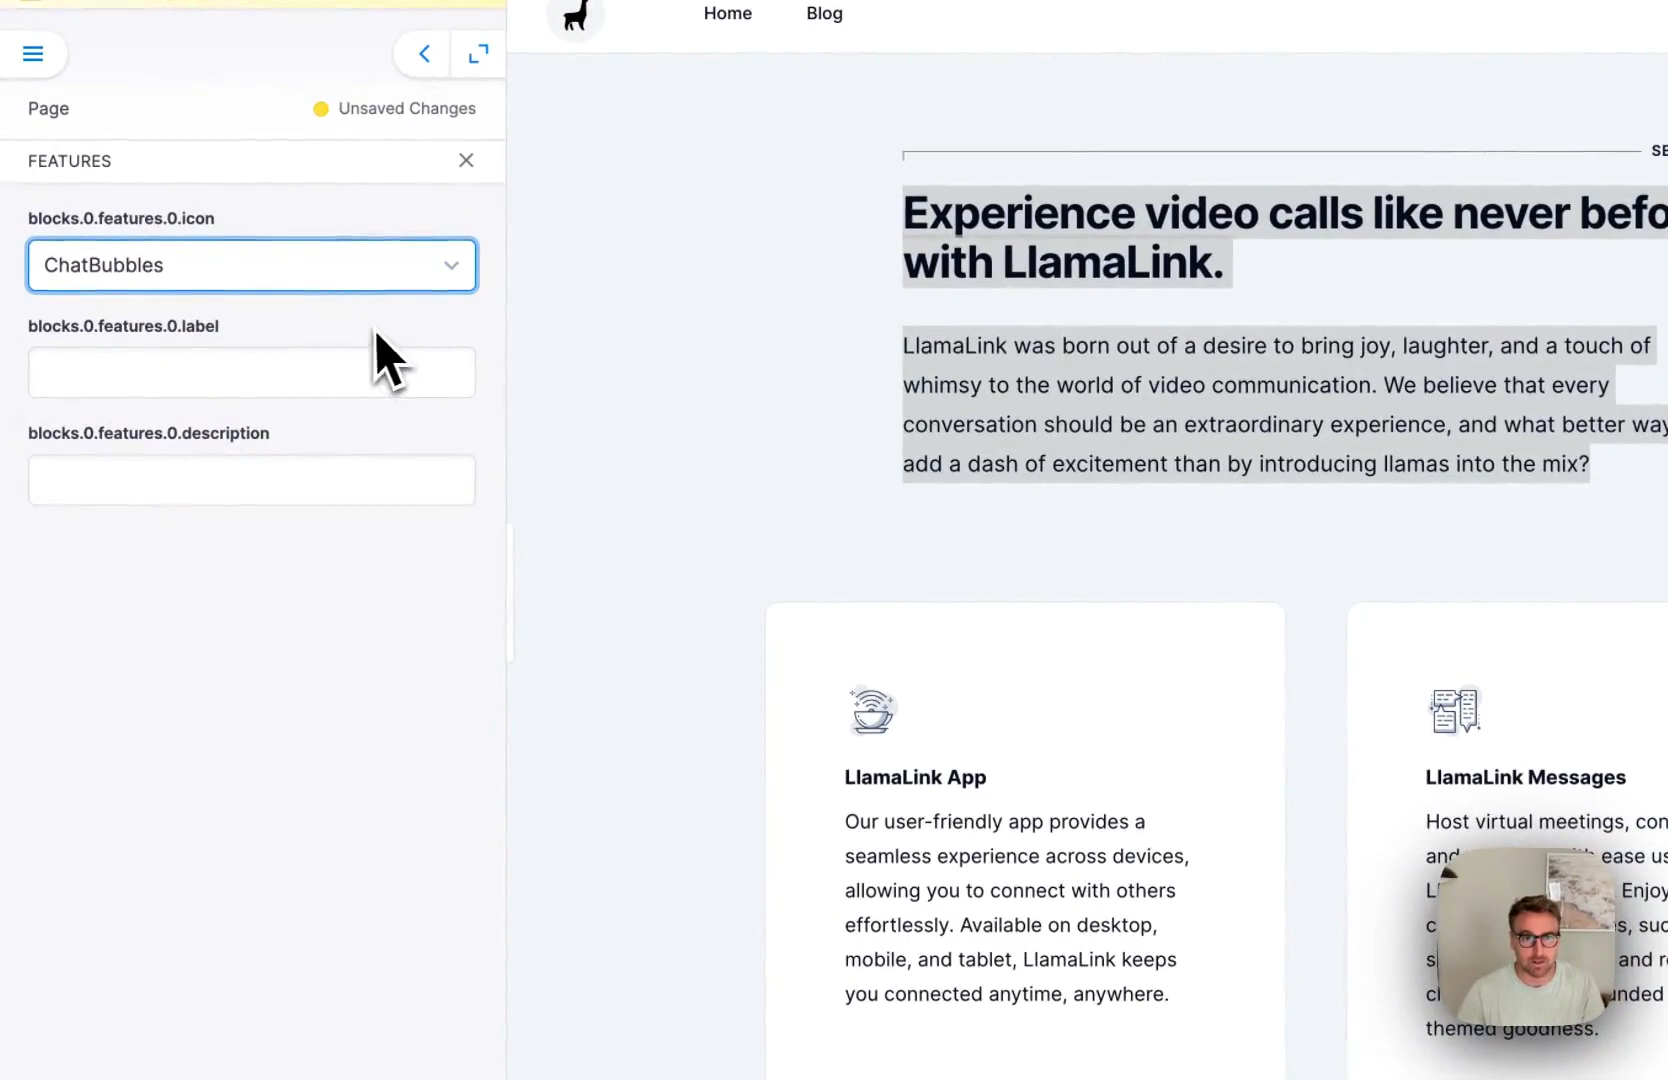 Home
Blog
Page
Unsaved Changes
FEATURES
blocks.0.features.0.icon
ChatBubbles
blocks.0.features.0.label
blocks.0.features.0.description
Experience video calls like never befo
with LlamaLink.
LlamaLink was born out of a desire to bring joy, laughter, and a touch of
whimsy to the world of video communication. We believe that every
conversation should be an extraordinary experience, and what better way
add a dash of excitement than by introducing llamas into the mix?
LlamaLink App
Our user-friendly app provides a
seamless experience across devices,
allowing you to connect with others
effortlessly. Available on desktop,
mobile, and tablet, LlamaLink keeps
you connected anytime, anywhere.
LlamaLink Messages
Host virtual meetings, con
and ease us
Enjoy
suc
and r
unded
themed goodness.